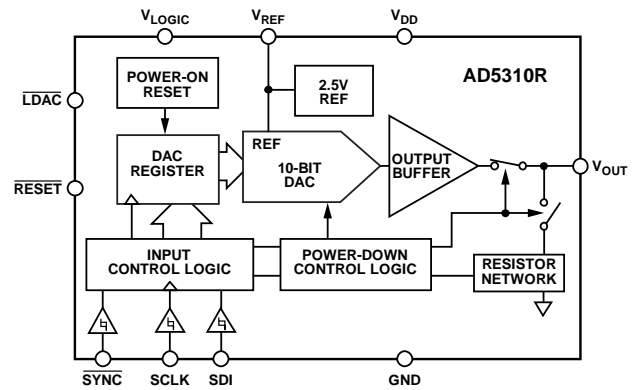 VLOGIC
VREF
VDD
POWER-ON
RESET
2.5V
REF
AD5310R
LDAC
REF
DAC
REGISTER
10-BIT
DAC
OUTPUT
BUFFER
VOUT
RESET
INPUT
CONTROL LOGIC
POWER-DOWN
CONTROL LOGIC
RESISTOR
NETWORK
SYNC
SCLK
SDI
GND